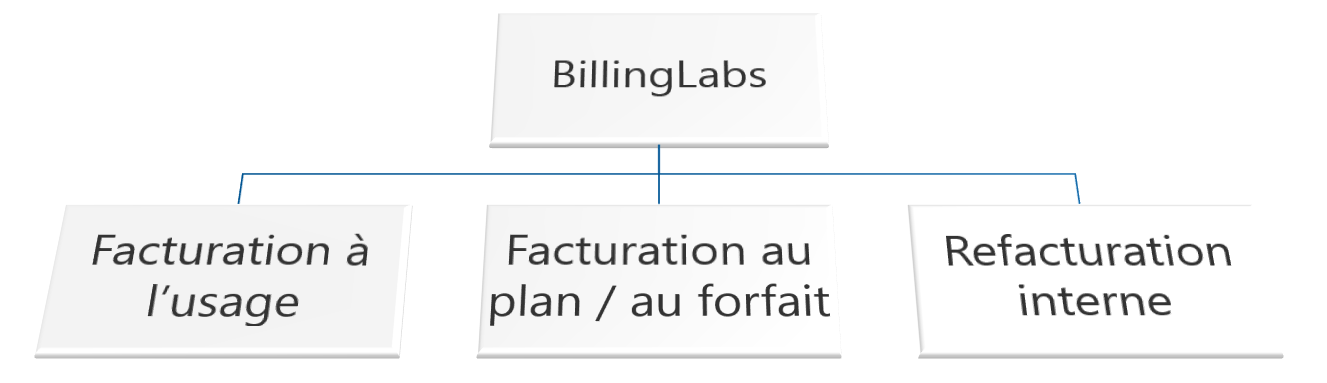 BillingLabs
Facturation à
l’usage
Facturation au
plan / au forfait
Refacturation
interne